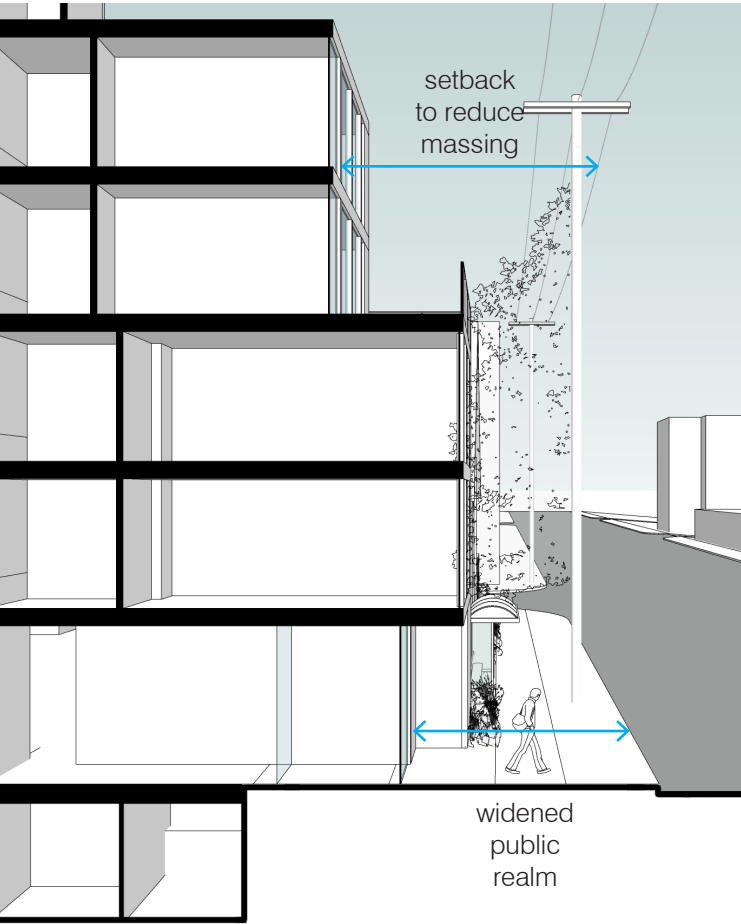 setback
to reduce
massing
widened
public
realm